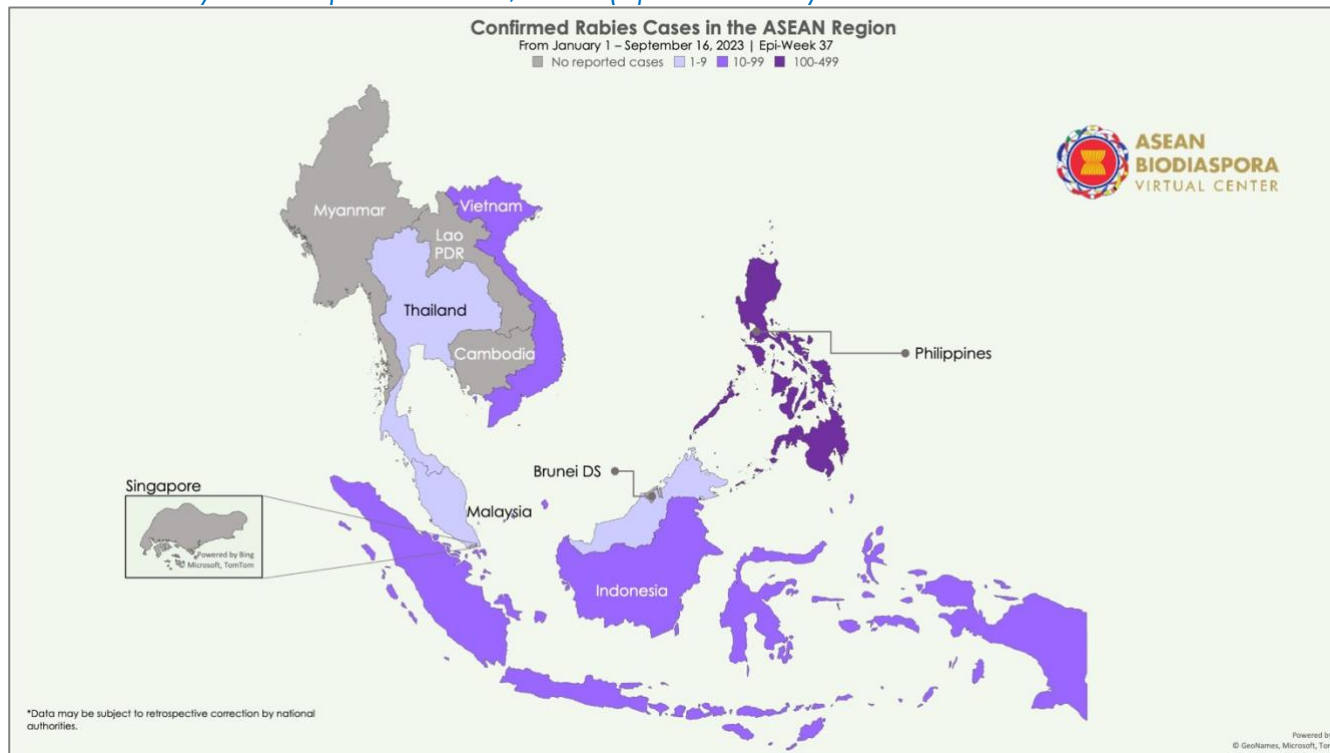 Confirmed Rabies Cases in the ASEAN Region
From January 1 – September 16, 2023 | Epi-Week 37
No reported cases 1-9 10-99 100-499
ASEAN
BIODIASPORA
VIRTUAL CENTER
Myanmar
Vietnam
Lao
PDR
Thailand
Cambodia
Philippines
Brunei DS
Singapore
Malaysia
Powered by Bing
Microsoft, TomTom
Indonesia
*Data may be subject to retrospective correction by national
authorities.
Powered by
© GeoNames, Microsoft, Tom